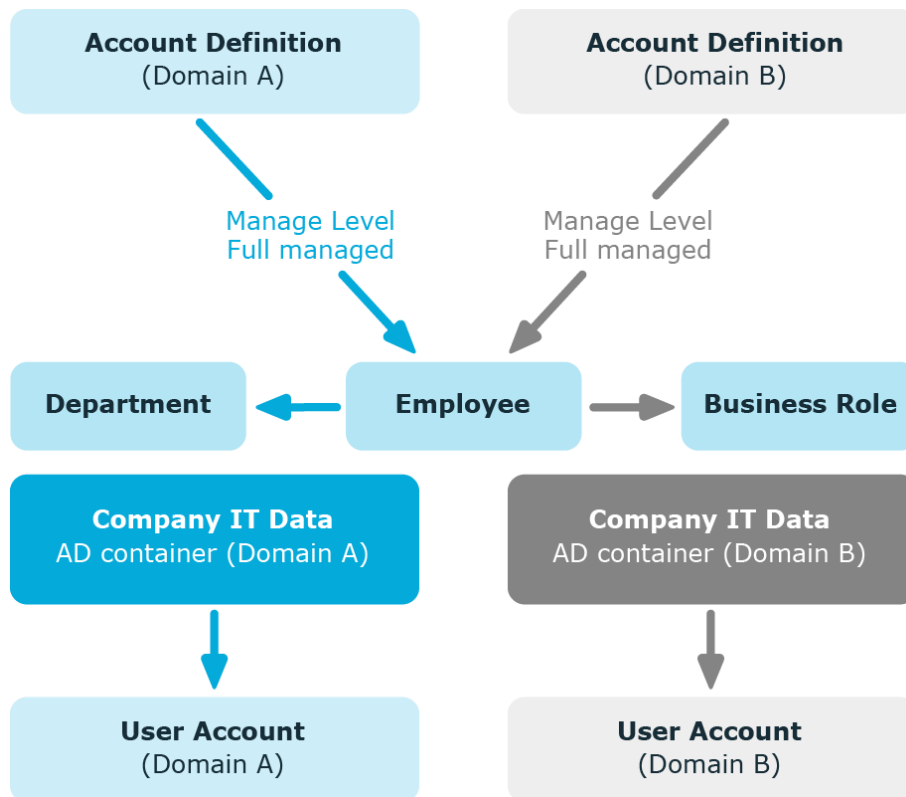 Account Definition
(Domain A)
Account Definition
(Domain B)
Manage Level
Full managed
Manage Level
Full managed
Department
Employee
Business Role
Company IT Data
AD container (Domain A)
Company IT Data
AD container (Domain B)
User Account
(Domain A)
User Account
(Domain B)